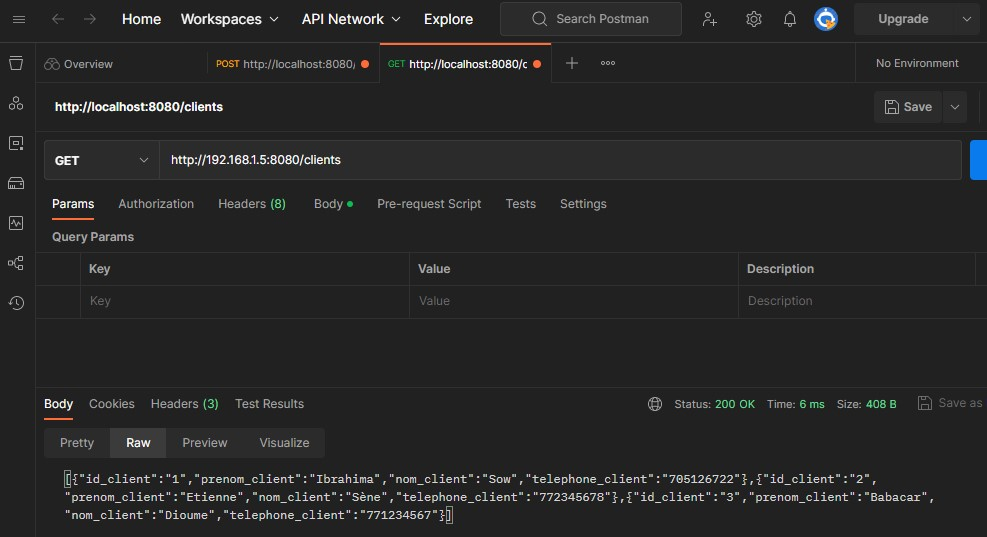 Home Workspaces API Network Explore Search Postman Upgrade
Overview POST http://localhost:8080/ GET http://localhost:8080/c No Environment
http://localhost:8080/clients Save
GET http://192.168.1.5:8080/clients
Params Authorization Headers (8) Body Pre-request Script Tests Settings
Query Params
Key Value Description
Key Value Description
Body Cookies Headers (3) Test Results Status: 200 OK Time: 6 ms Size: 408 B Save as
Pretty Raw Preview Visualize
[{"id_client":"1","prenom_client":"Ibrahima","nom_client":"Sow","telephone_client":"705126722"},{"id_client":"2",
"prenom_client":"Etienne","nom_client":"Sène","telephone_client":"772345678"},{"id_client":"3","prenom_client":"Babacar",
"nom_client":"Dioume","telephone_client":"771234567"}]